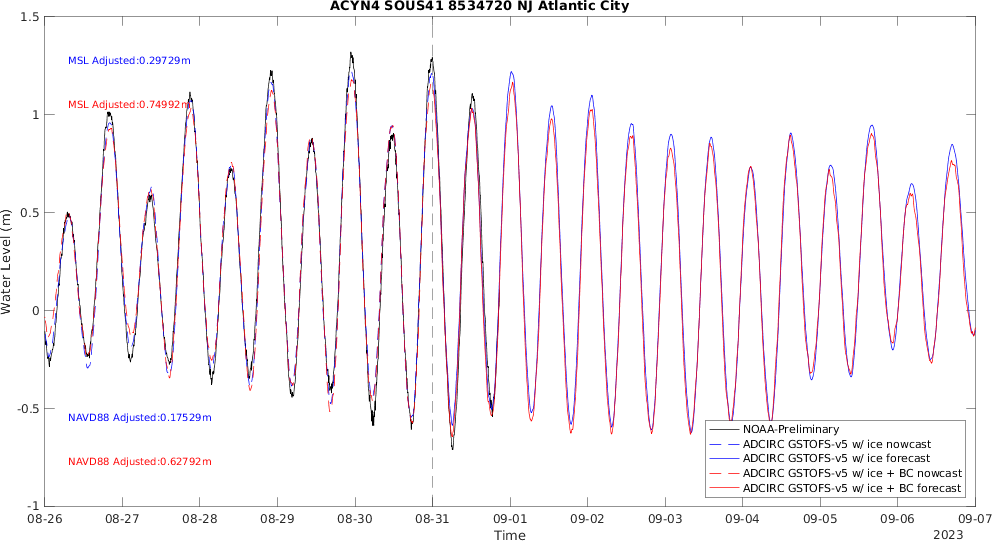 ACYN4 SOUS41 8534720 NJ Atlantic City
1.5
1
0.5
0
-0.5
-1
Water Level (m)
MSL Adjusted:0.29729m
MSL Adjusted:0.74992m
NAVD88 Adjusted:0.17529m
NAVD88 Adjusted:0.62792m
NOAA-Preliminary
ADCIRC GSTOFS-v5 w/ ice nowcast
ADCIRC GSTOFS-v5 w/ ice forecast
ADCIRC GSTOFS-v5 w/ ice + BC nowcast
ADCIRC GSTOFS-v5 w/ ice + BC forecast
08-26 08-27 08-28 08-29 08-30 08-31 09-01 09-02 09-03 09-04 09-05 09-06 09-07
Time
2023